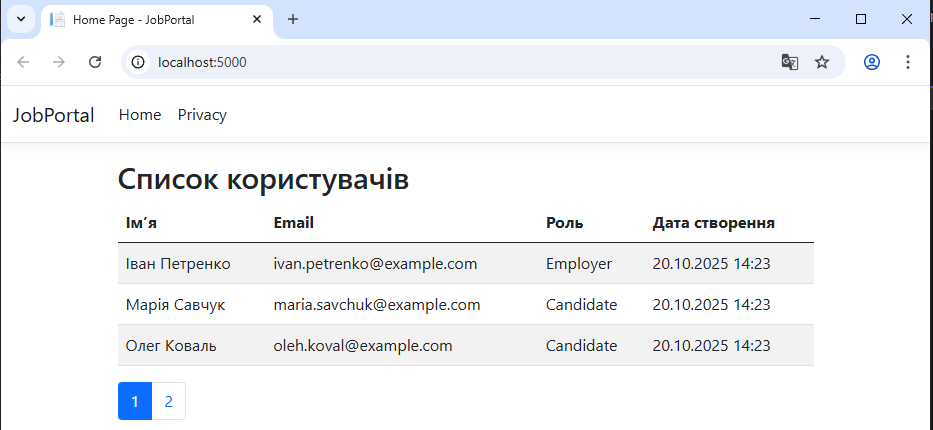 Home Page - JobPortal
localhost:5000
JobPortal Home Privacy
Список користувачів
Ім’я Email Роль Дата створення
Іван Петренко ivan.petrenko@example.com Employer 20.10.2025 14:23
Марія Савчук maria.savchuk@example.com Candidate 20.10.2025 14:23
Олег Коваль oleh.koval@example.com Candidate 20.10.2025 14:23
1 2